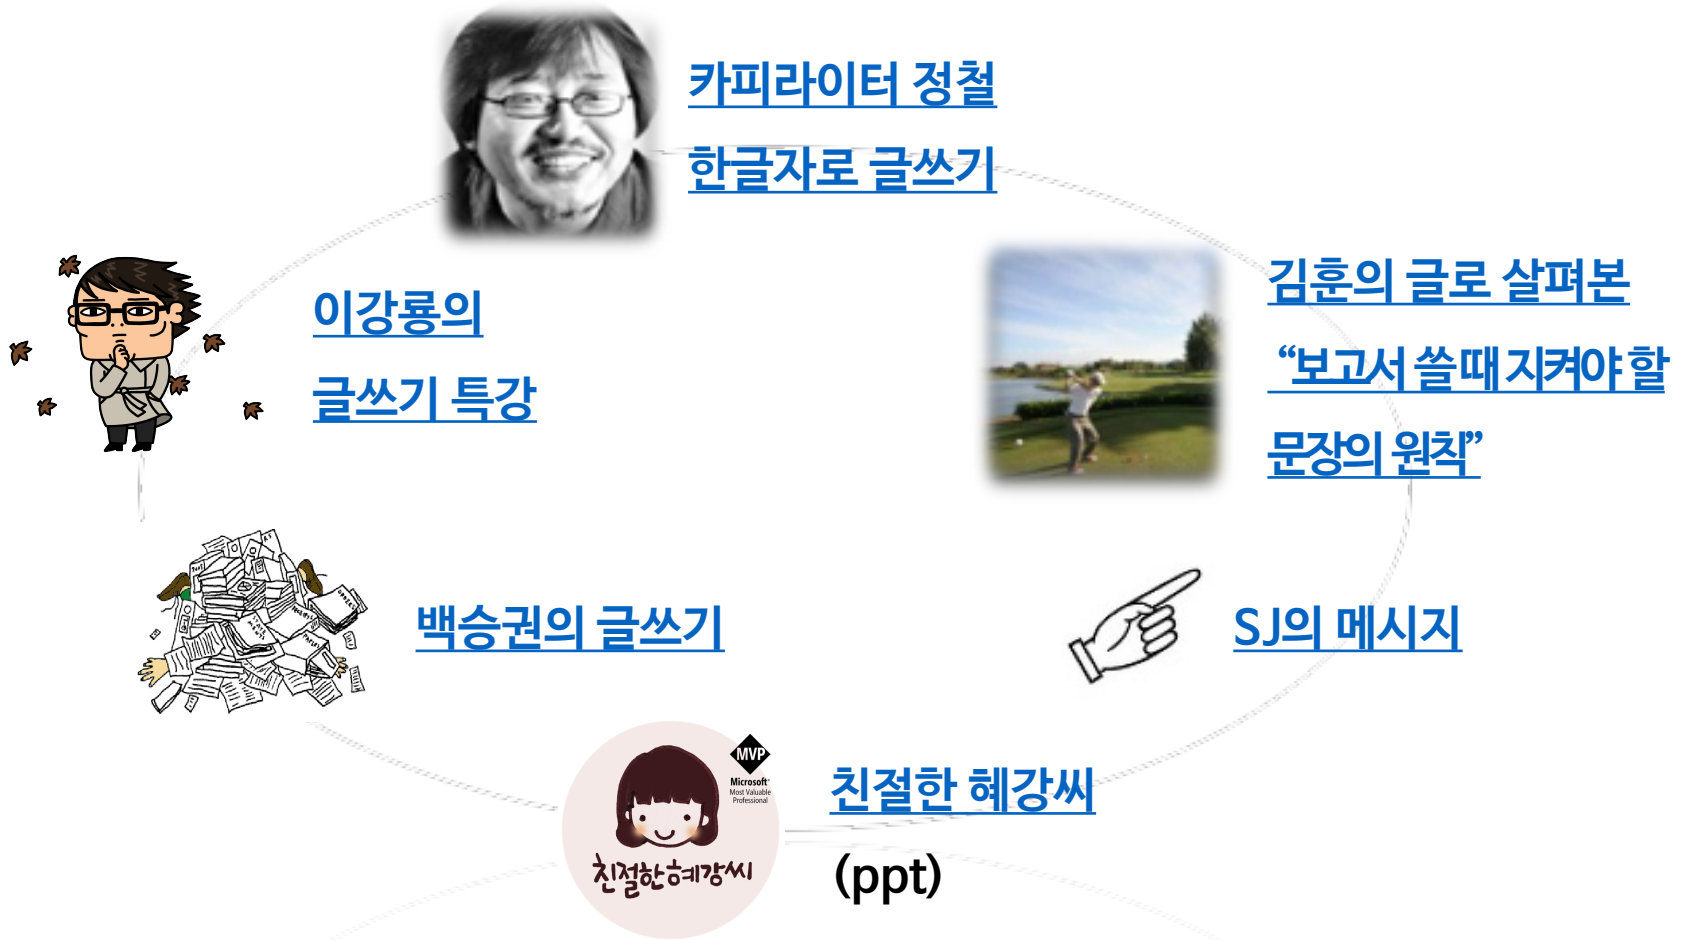 카피라이터 정철
한글자로 글쓰기
이강룡의
글쓰기 특강
김훈의 글로 살펴본
“보고서 쓸 때 지켜야 할
문장의 원칙”
백승권의 글쓰기
SJ의 메시지
MVP
Microsoft
Most Valuable
Professional
친절한 혜강씨
친절한 혜강씨
(ppt)